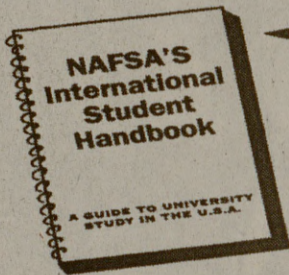 NAFSA'S
International
Student
Handbook
A GUIDE TO UNIVERSITY
STUDY IN THE U.S.A.